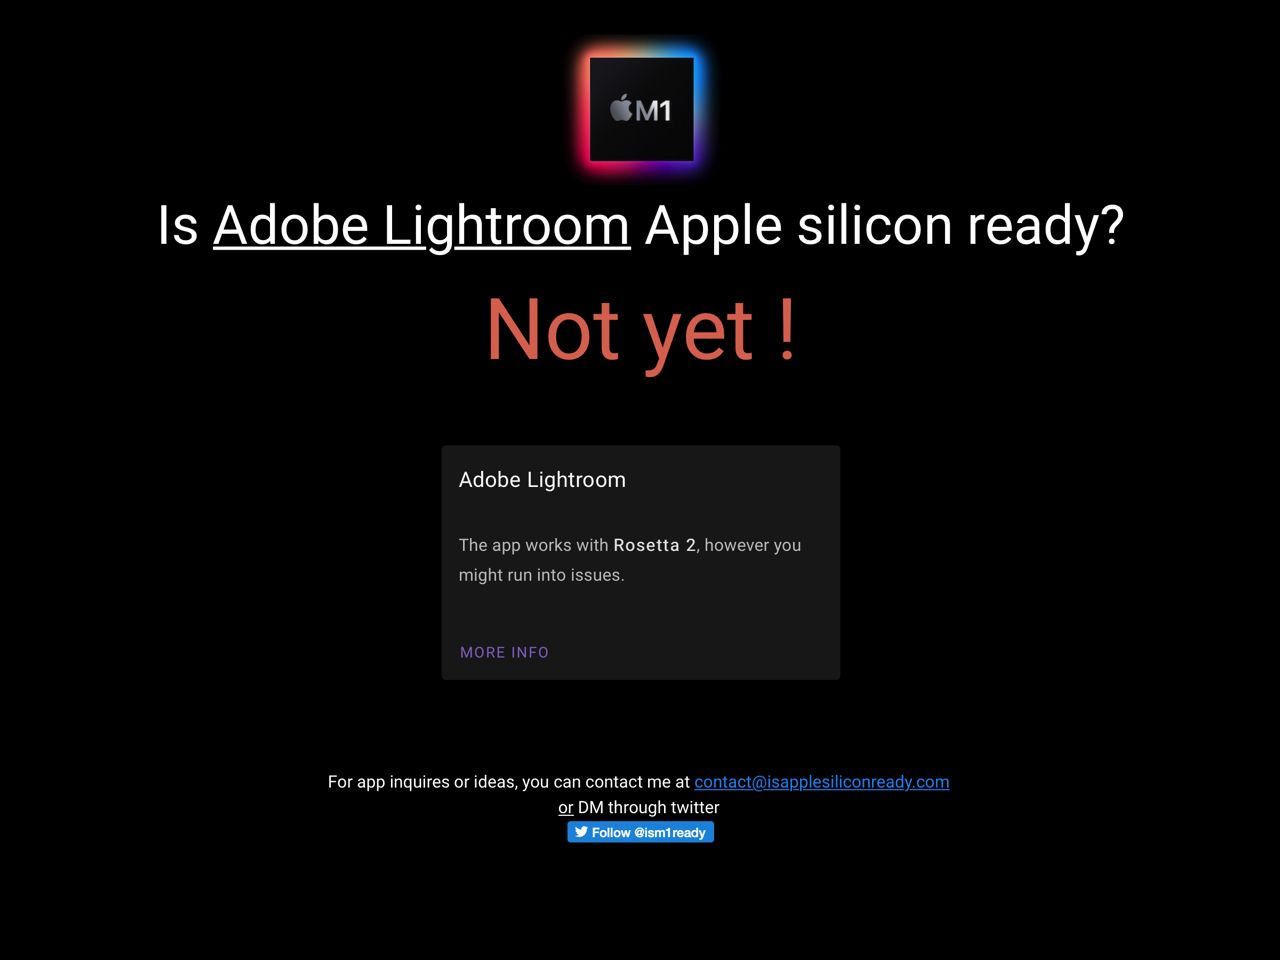 M1
Is Adobe Lightroom Apple silicon ready?
Not yet !
Adobe Lightroom
The app works with Rosetta 2, however you
might run into issues.
MORE INFO
For app inquires or ideas, you can contact me at contact@isapplesiliconready.com
or DM through twitter
Follow @ism1ready